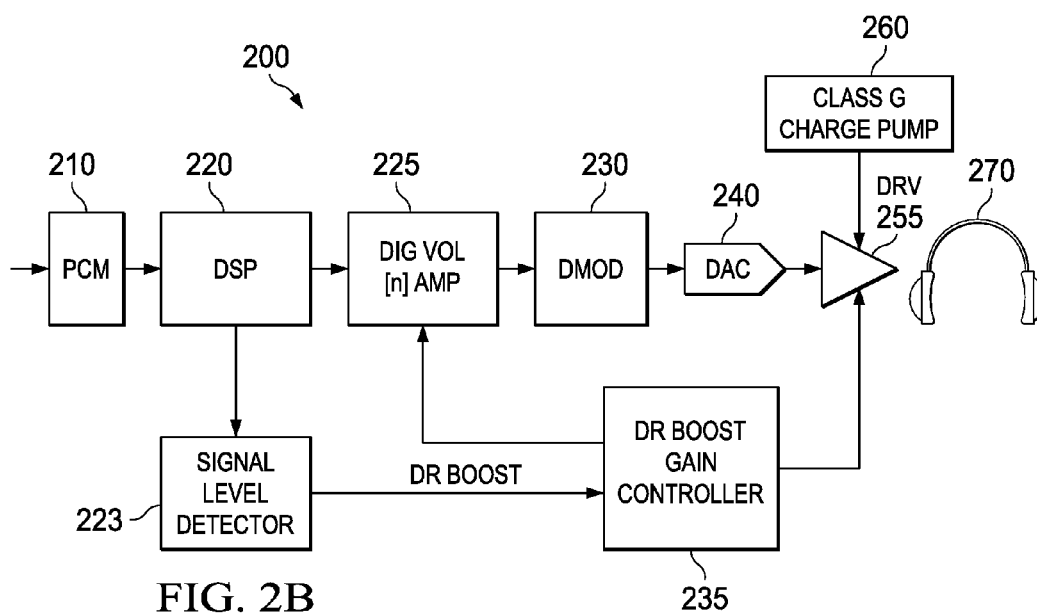 200
260
CLASS G
CHARGE PUMP
210
220
225
230
240
DRV
255
270
PCM
DSP
DIG VOL
[n] AMP
DMOD
DAC
SIGNAL
LEVEL
DETECTOR
223
DR BOOST
DR BOOST
GAIN
CONTROLLER
235
FIG. 2B